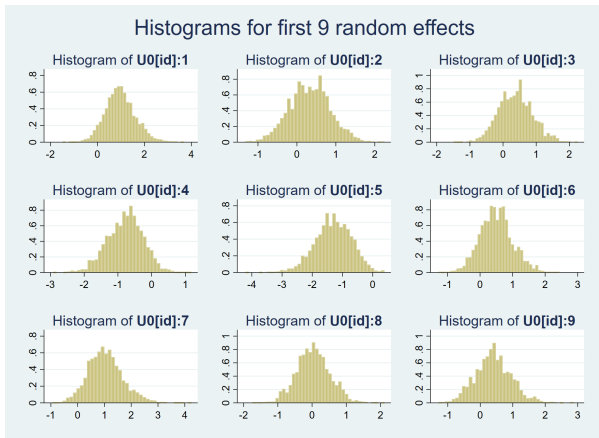 Histograms for first 9 random effects
Histogram of U0[id]:1
Histogram of U0[id]:2
Histogram of U0[id]:3
0 .2 .4 .6 .8
-2 0 2 4
0 .2 .4 .6 .8
-1 0 1 2
0 .2 .4 .6 .8 1
-2 -1 0 1 2
Histogram of U0[id]:4
Histogram of U0[id]:5
Histogram of U0[id]:6
0 .2 .4 .6 .8
-3 -2 -1 0 1
0 .2 .4 .6 .8
-4 -3 -2 -1 0
0 .2 .4 .6 .8
-1 0 1 2 3
Histogram of U0[id]:7
Histogram of U0[id]:8
Histogram of U0[id]:9
0 .2 .4 .6 .8
-1 0 1 2 3 4
0 .2 .4 .6 .8 1
-2 -1 0 1 2
0 .2 .4 .6 .8 1
-1 0 1 2 3